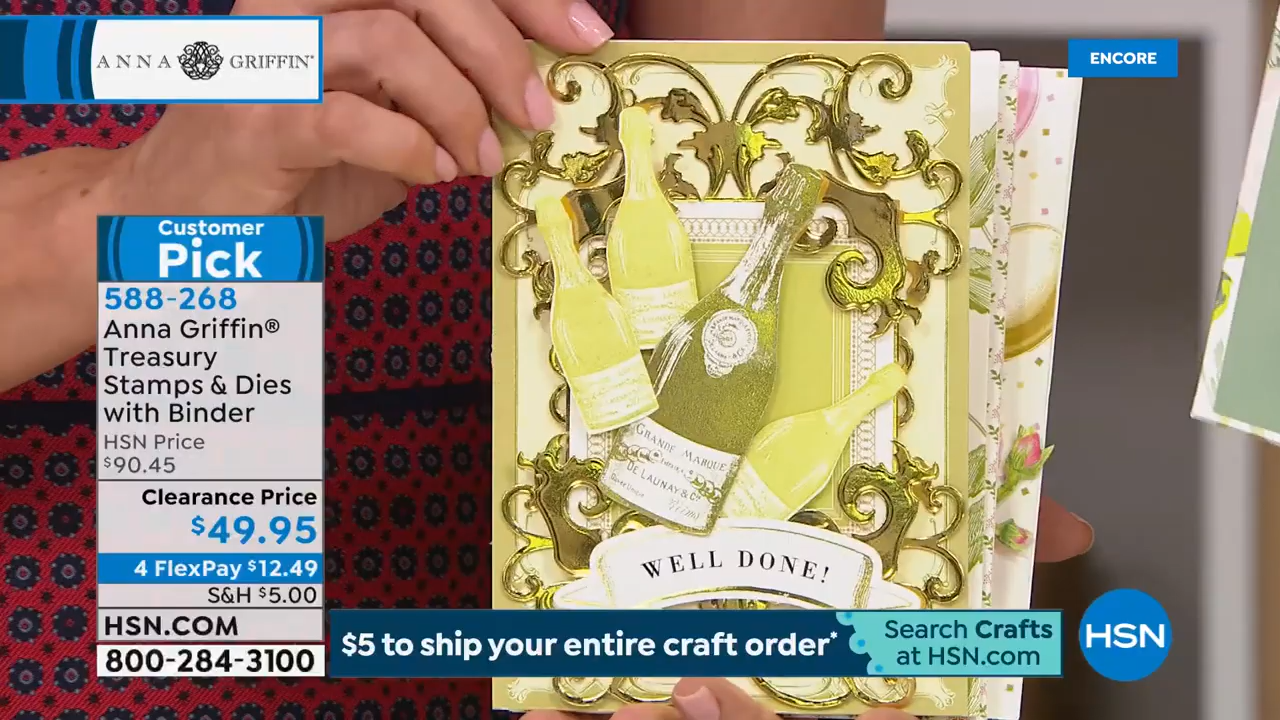 ANNA GRIFFIN®
ENCORE
Customer
Pick
588-268
Anna Griffin®
Treasury
Stamps & Dies
with Binder
HSN Price
$90.45
Clearance Price
$49.95
4 FlexPay $12.49
S&H $5.00
HSN.COM
800-284-3100
GRANDE MARQUE
DE LAUNAY & Co
WELL DONE!
$5 to ship your entire craft order*
Search Crafts
at HSN.com
HSN